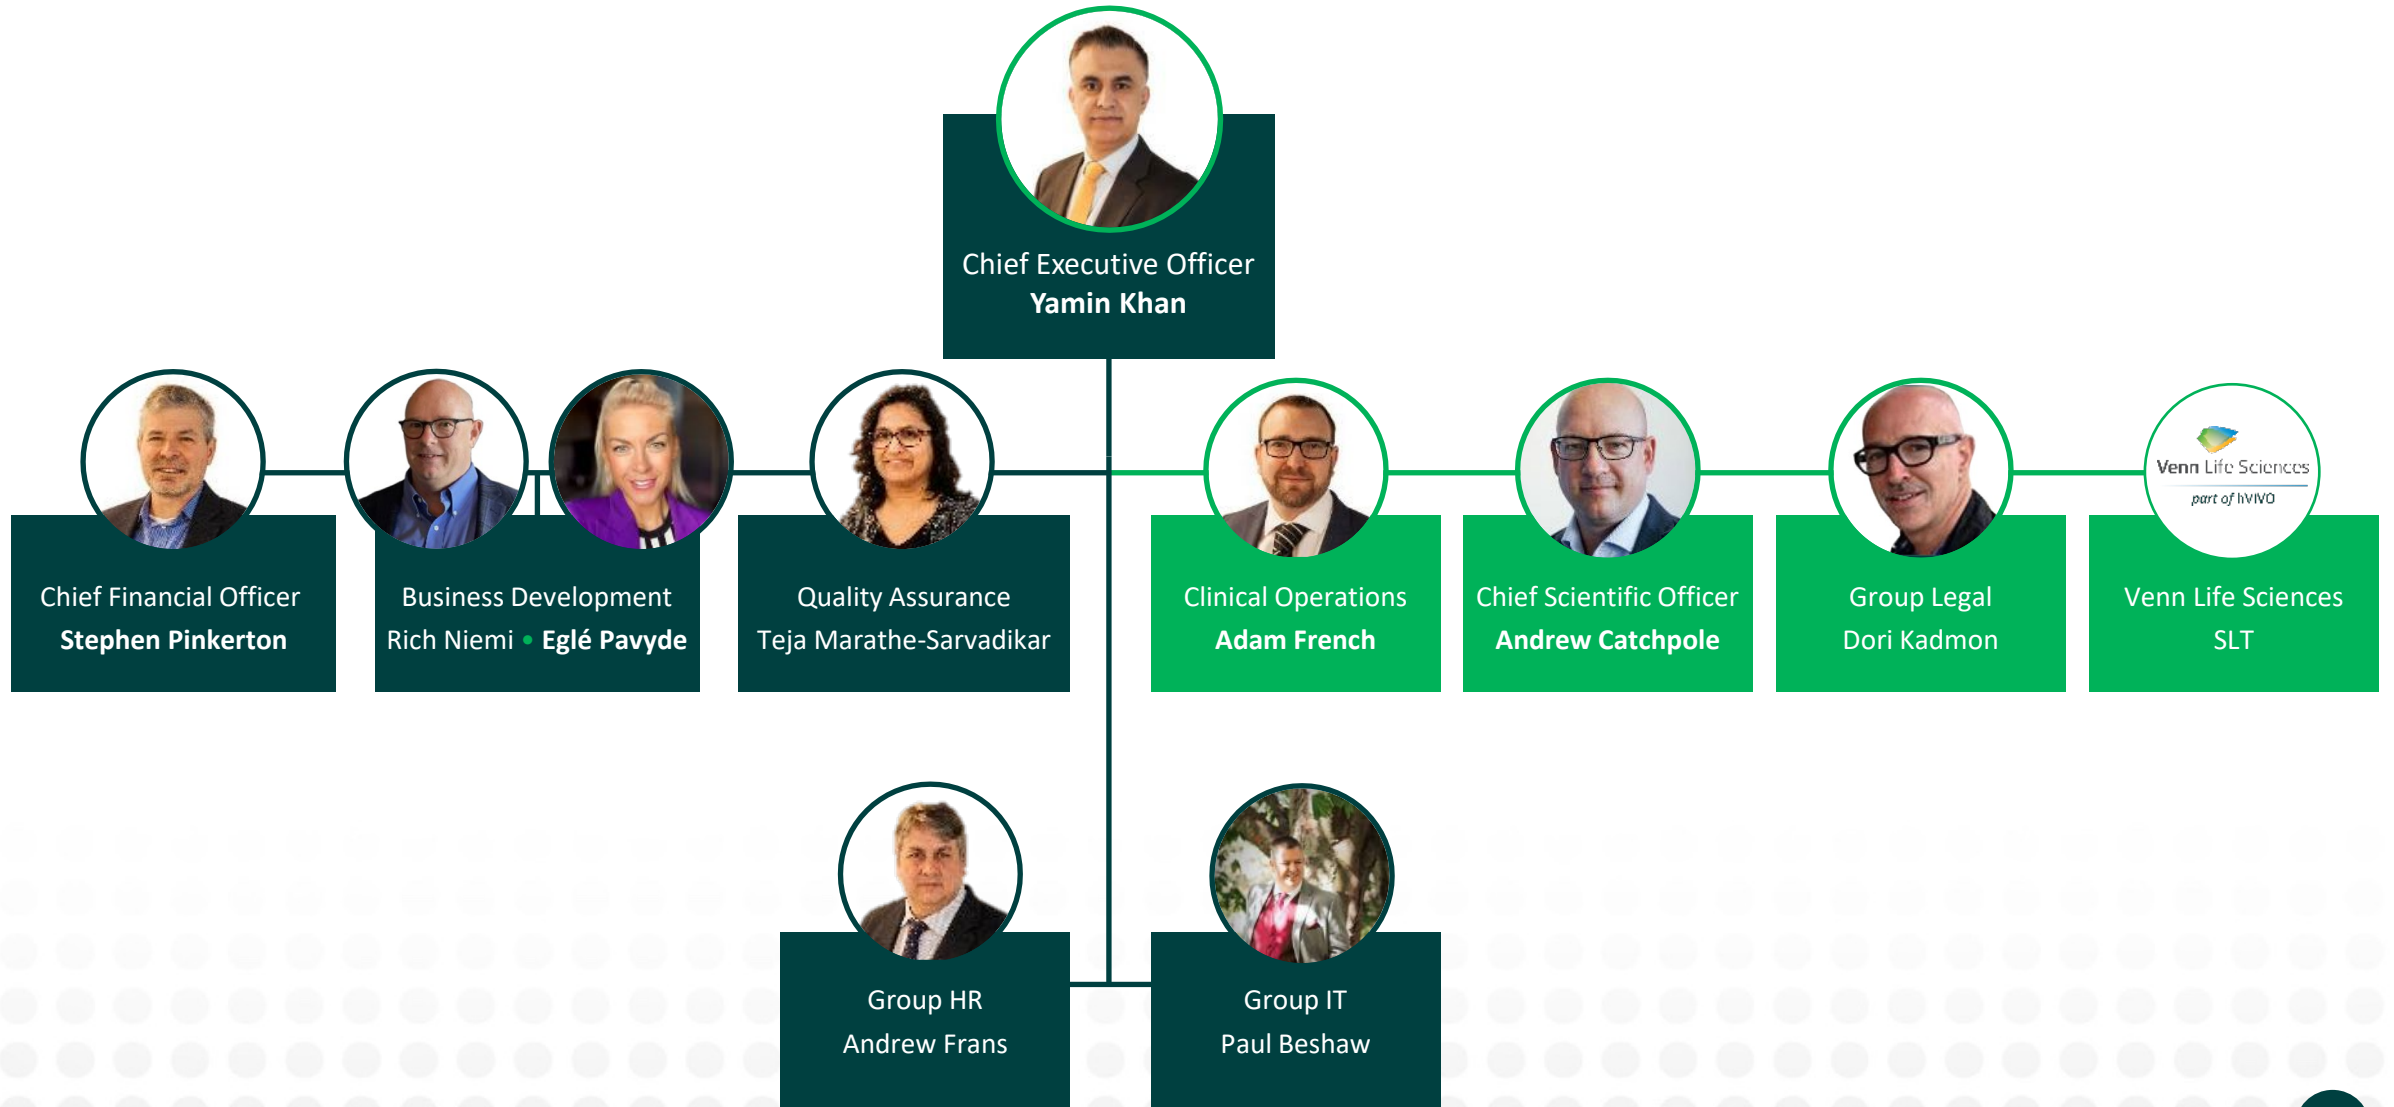 Chief Executive Officer
Yamin Khan
Venn Life Sciences
part of hVIVO
Chief Financial Officer
Stephen Pinkerton
Business Development
Rich Niemi • Eglé Pavyde
Quality Assurance
Teja Marathe-Sarvadikar
Clinical Operations
Adam French
Chief Scientific Officer
Andrew Catchpole
Group Legal
Dori Kadmon
Venn Life Sciences
SLT
Group HR
Andrew Frans
Group IT
Paul Beshaw